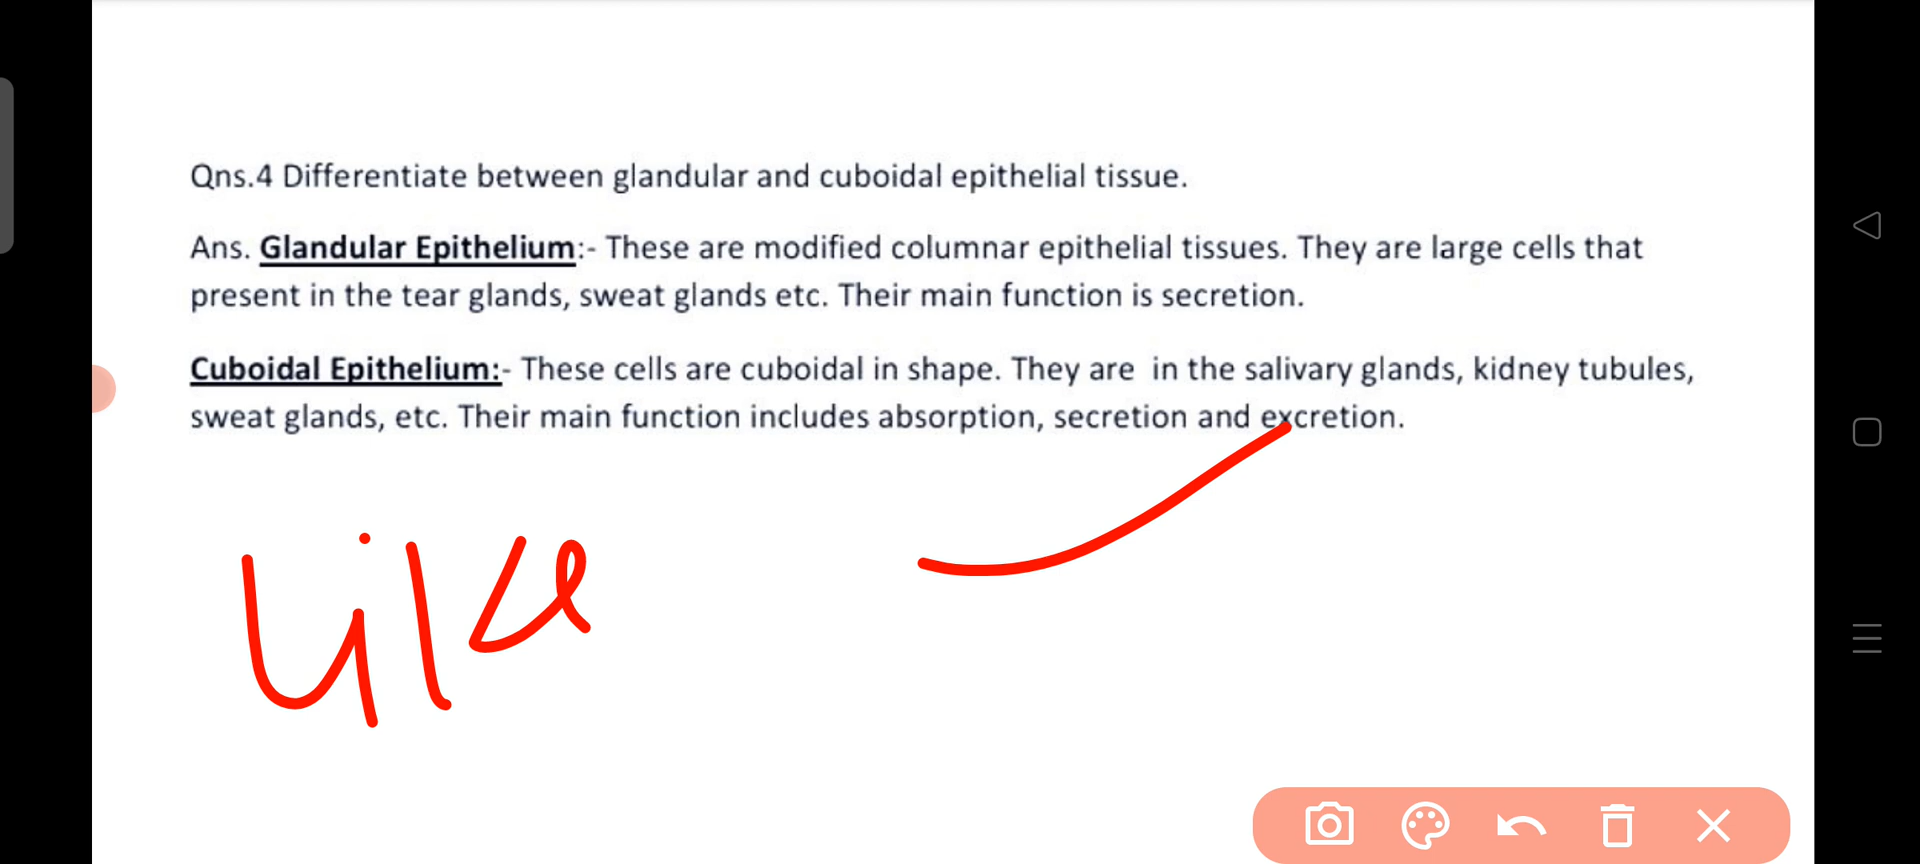 Qns.4 Differentiate between glandular and cuboidal epithelial tissue.
Ans. Glandular Epithelium:- These are modified columnar epithelial tissues. They are large cells that
present in the tear glands, sweat glands etc. Their main function is secretion.
Cuboidal Epithelium:- These cells are cuboidal in shape. They are  in the salivary glands, kidney tubules,
sweat glands, etc. Their main function includes absorption, secretion and excretion.
Like